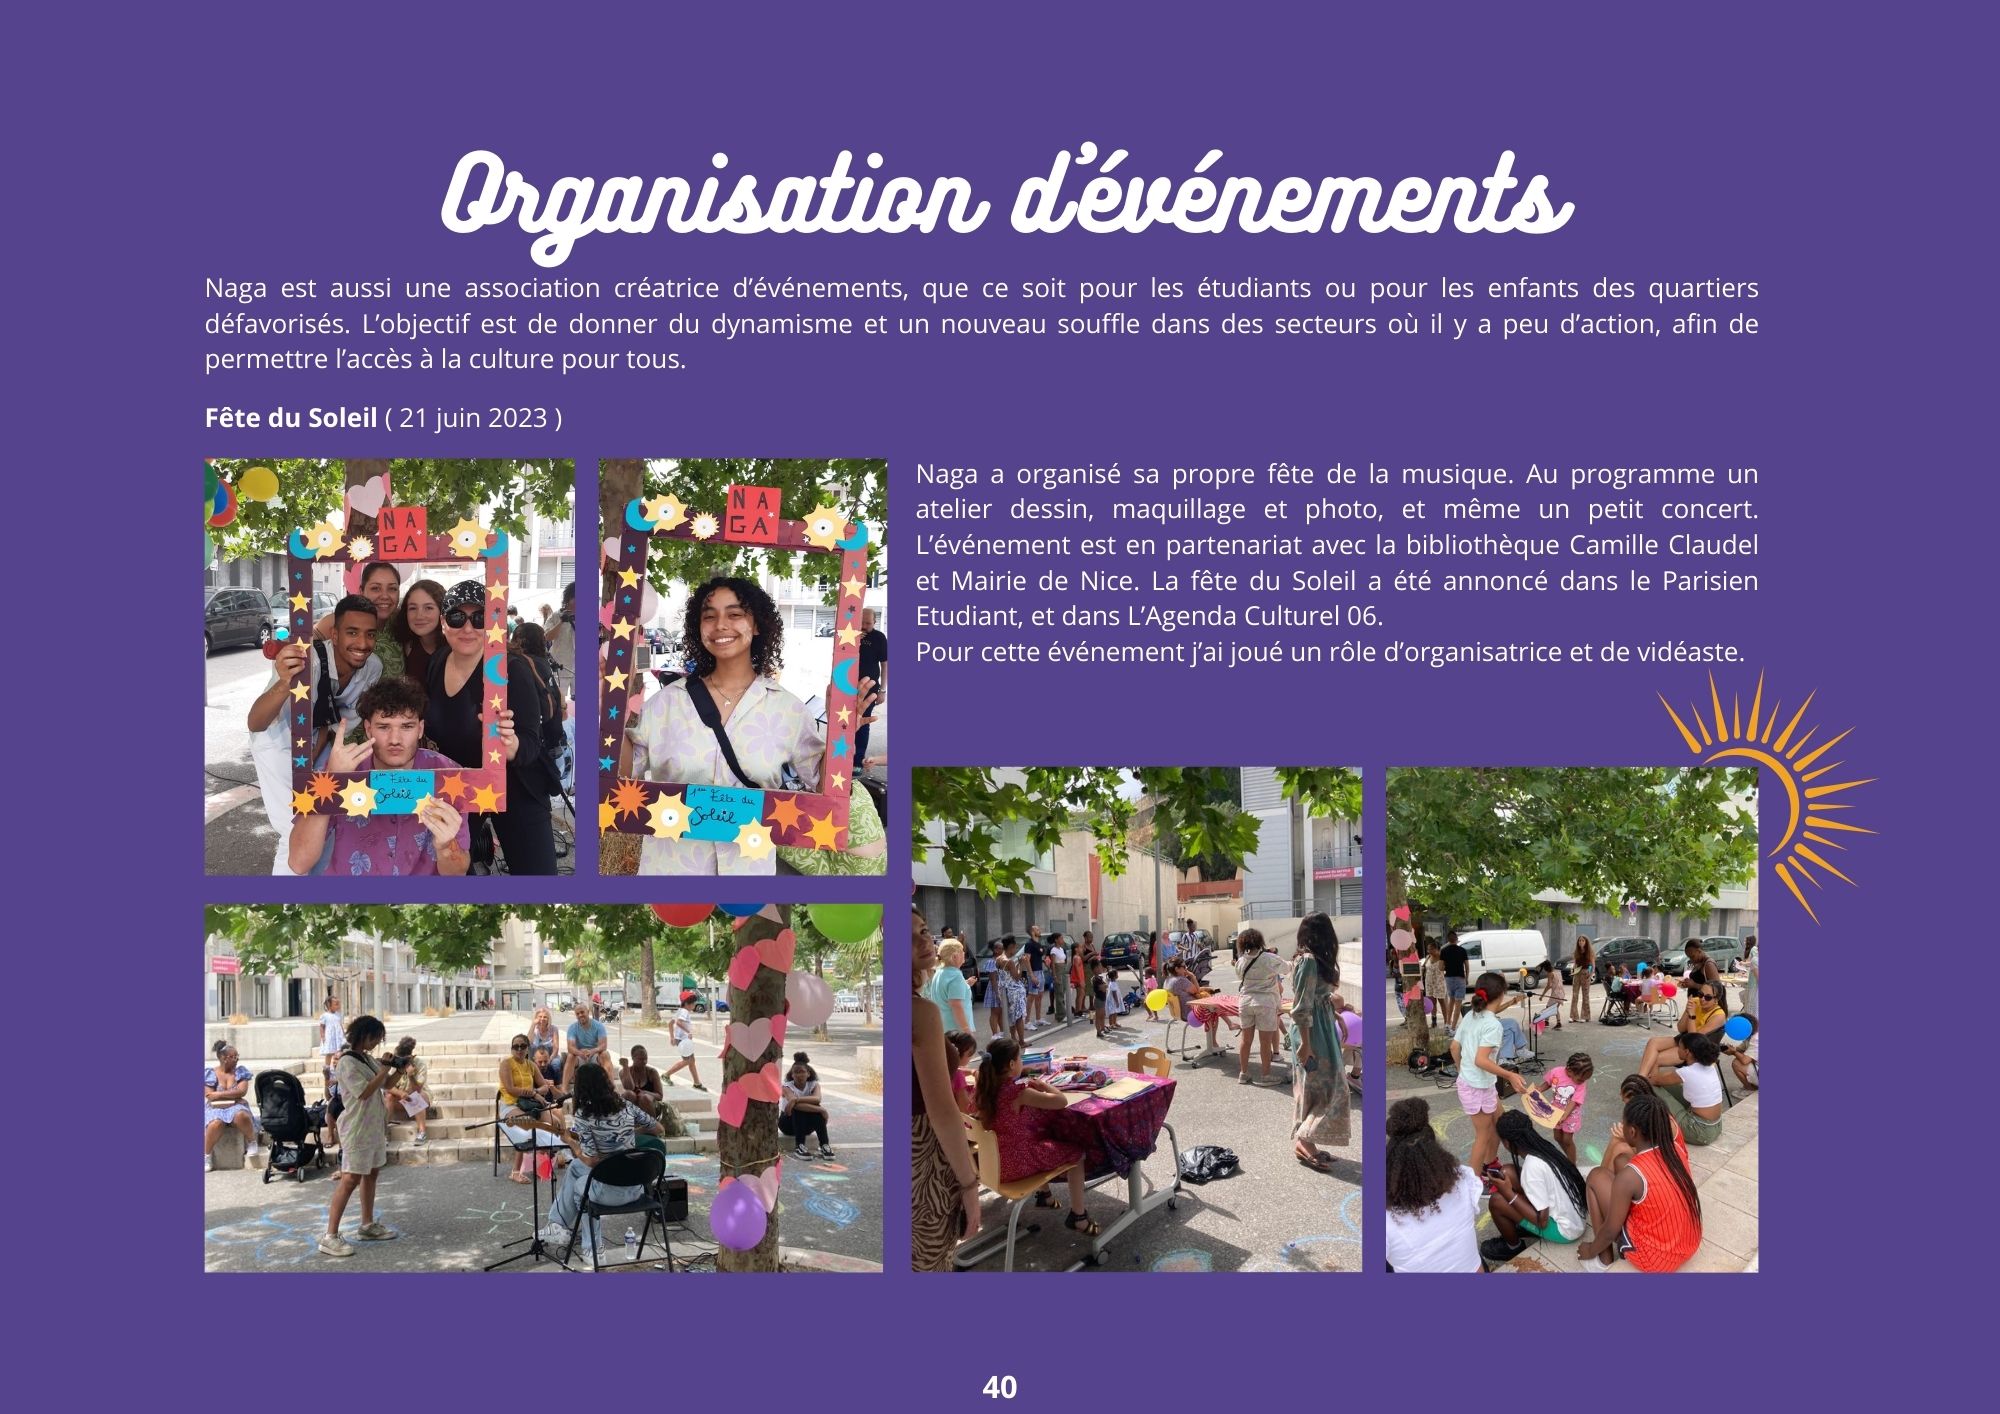 Organisation d'événements
Naga est aussi une association créatrice d'événements, que ce soit pour les étudiants ou pour les enfants des quartiers
défavorisés. L'objectif est de donner du dynamisme et un nouveau souffle dans des secteurs où il y a peu d'action, afin de
permettre l'accès à la culture pour tous.
Fête du Soleil ( 21 juin 2023 )
NA
GA
1ère Fête du
Soleil
NA
GA
1ère Fête du
Soleil
Naga a organisé sa propre fête de la musique. Au programme un
atelier dessin, maquillage et photo, et même un petit concert.
L'événement est en partenariat avec la bibliothèque Camille Claudel
et Mairie de Nice. La fête du Soleil a été annoncé dans le Parisien
Etudiant, et dans L'Agenda Culturel 06.
Pour cette événement j'ai joué un rôle d'organisatrice et de vidéaste.
40